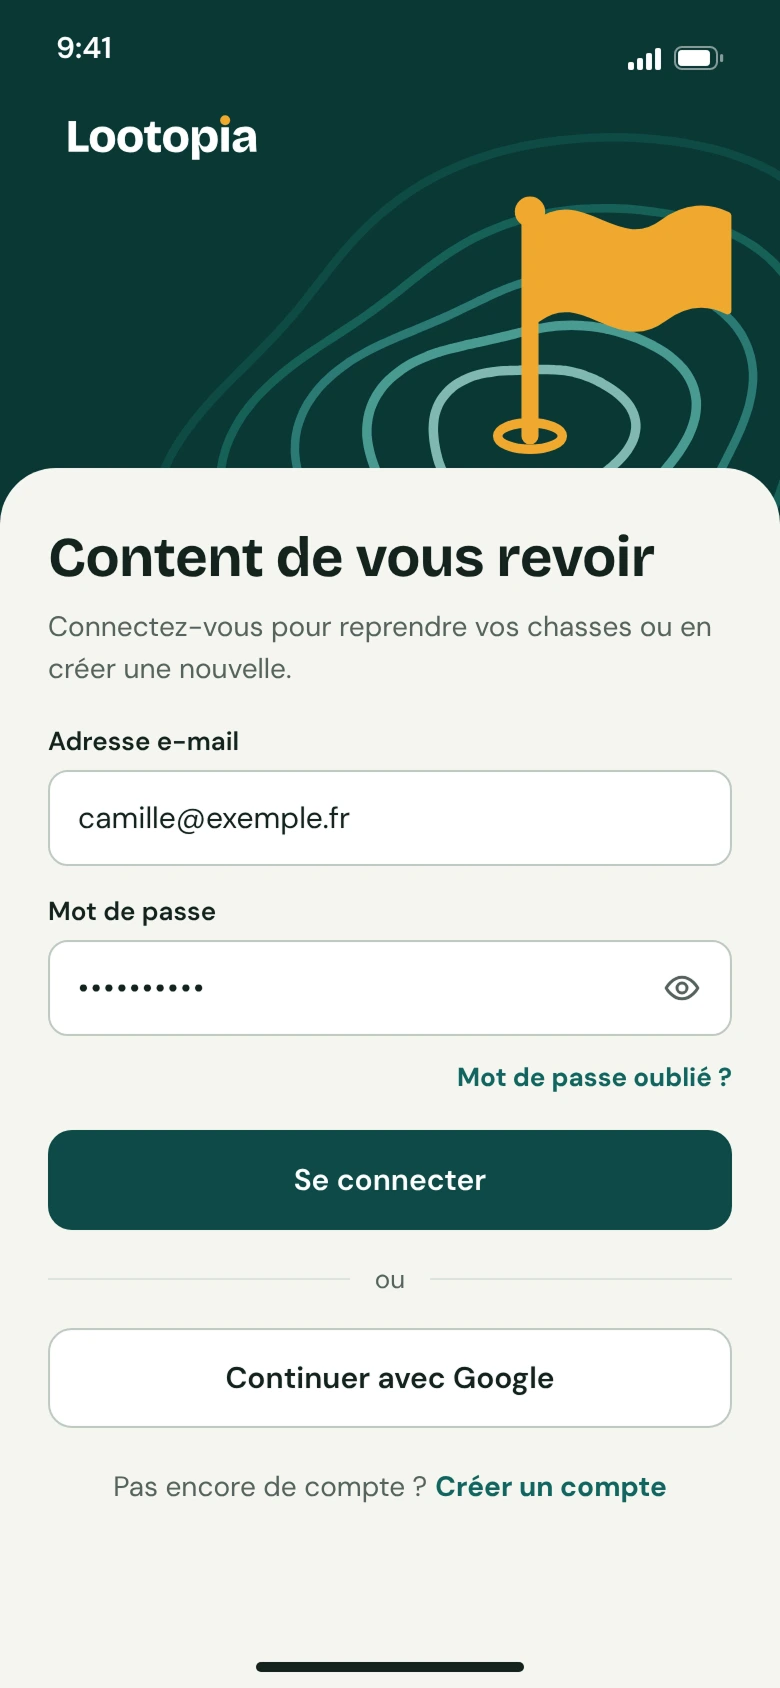 9:41
Lootopia
Content de vous revoir
Connectez-vous pour reprendre vos chasses ou en
créer une nouvelle.
Adresse e-mail
camille@exemple.fr
Mot de passe
••••••••••
Mot de passe oublié ?
Se connecter
ou
Continuer avec Google
Pas encore de compte ? Créer un compte